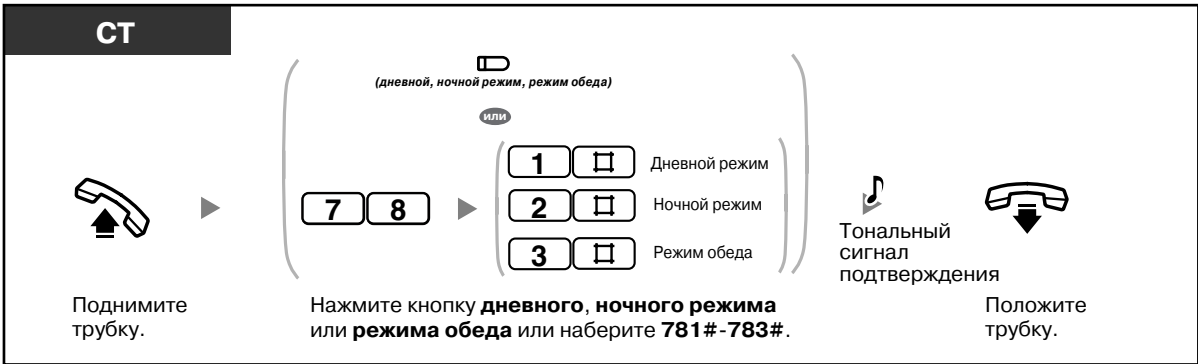 СТ
(дневной, ночной режим, режим обеда)
или
1 # Дневной режим
7 8 2 # Ночной режим
3 # Режим обеда
Тональный
сигнал
подтверждения
Поднимите
трубку.
Нажмите кнопку дневного, ночного режима
или режима обеда или наберите 781#-783#.
Положите
трубку.